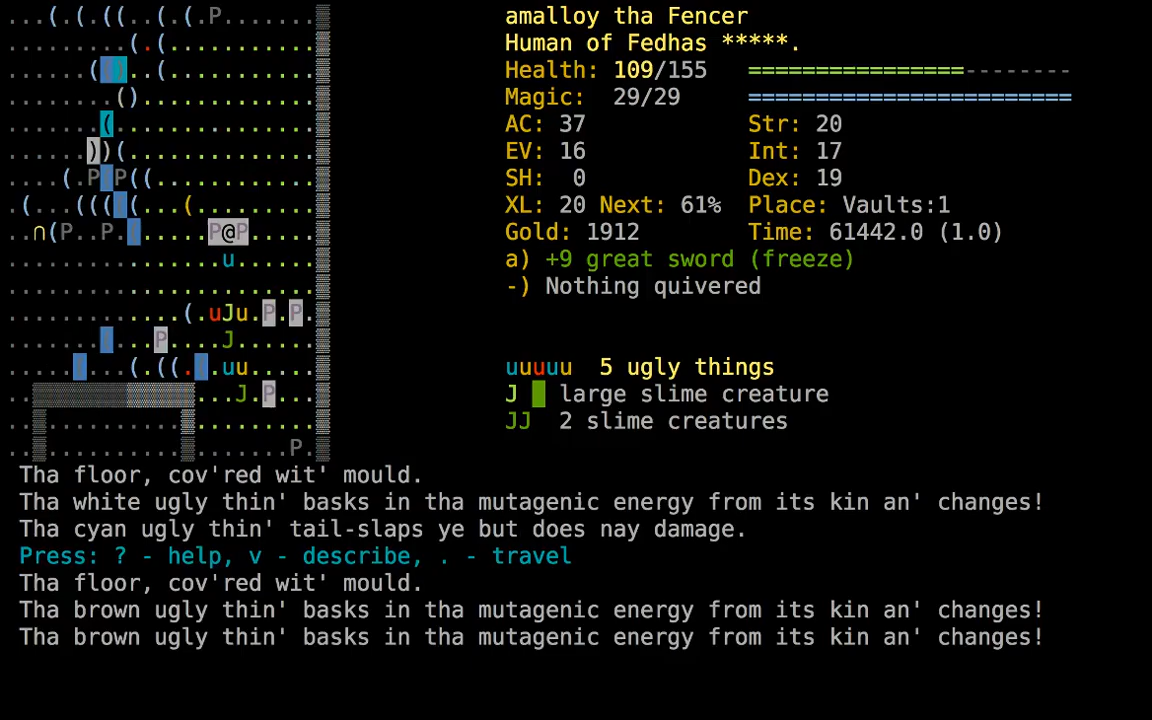 amalloy tha Fencer
Human of Fedhas *****.
Health: 109/155 ================--------
Magic: 29/29 ========================
AC: 37 Str: 20
EV: 16 Int: 17
SH: 0 Dex: 19
XL: 20 Next: 61% Place: Vaults:1
Gold: 1912 Time: 61442.0 (1.0)
a) +9 great sword (freeze)
-) Nothing quivered
uuuuu 5 ugly things
J large slime creature
JJ 2 slime creatures
Tha floor, cov'red wit' mould.
Tha white ugly thin' basks in tha mutagenic energy from its kin an' changes!
Tha cyan ugly thin' tail-slaps ye but does nay damage.
Press: ? - help, v - describe, . - travel
Tha floor, cov'red wit' mould.
Tha brown ugly thin' basks in tha mutagenic energy from its kin an' changes!
Tha brown ugly thin' basks in tha mutagenic energy from its kin an' changes!